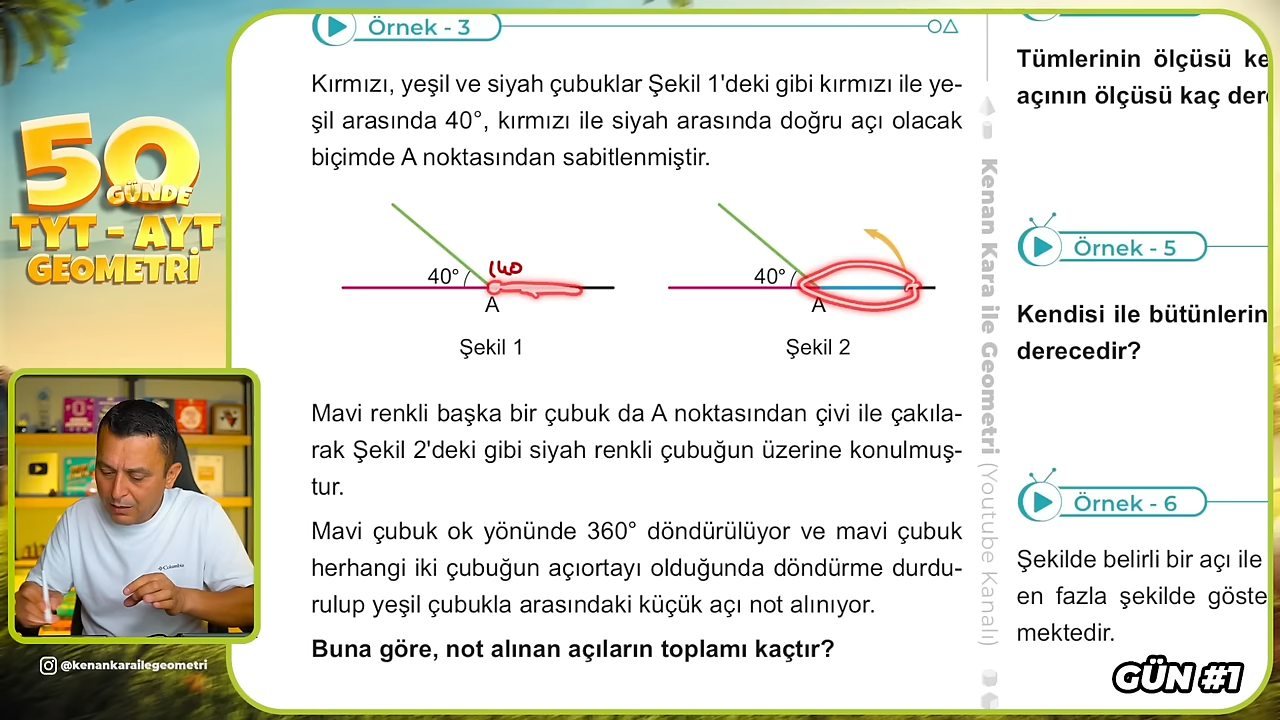 50
GÜNDE
TYT - AYT
GEOMETRİ
Örnek - 3
Kırmızı, yeşil ve siyah çubuklar Şekil 1'deki gibi kırmızı ile ye-
şil arasında 40°, kırmızı ile siyah arasında doğru açı olacak
biçimde A noktasından sabitlenmiştir.
40°
140
A
Şekil 1
40°
A
Şekil 2
Mavi renkli başka bir çubuk da A noktasından çivi ile çakıla-
rak Şekil 2'deki gibi siyah renkli çubuğun üzerine konulmuş-
tur.
Mavi çubuk ok yönünde 360° döndürülüyor ve mavi çubuk
herhangi iki çubuğun açıortayı olduğunda döndürme durdu-
rulup yeşil çubukla arasındaki küçük açı not alınıyor.
Buna göre, not alınan açıların toplamı kaçtır?
Kenan Kara ile Geometri (Youtube Kanalı)
Tümlerinin ölçüsü ke
açının ölçüsü kaç der
Örnek - 5
Kendisi ile bütünlerin
derecedir?
Örnek - 6
Şekilde belirli bir açı ile
en fazla şekilde göste
mektedir.
Columbia
@kenankarailegeometri
GÜN #1